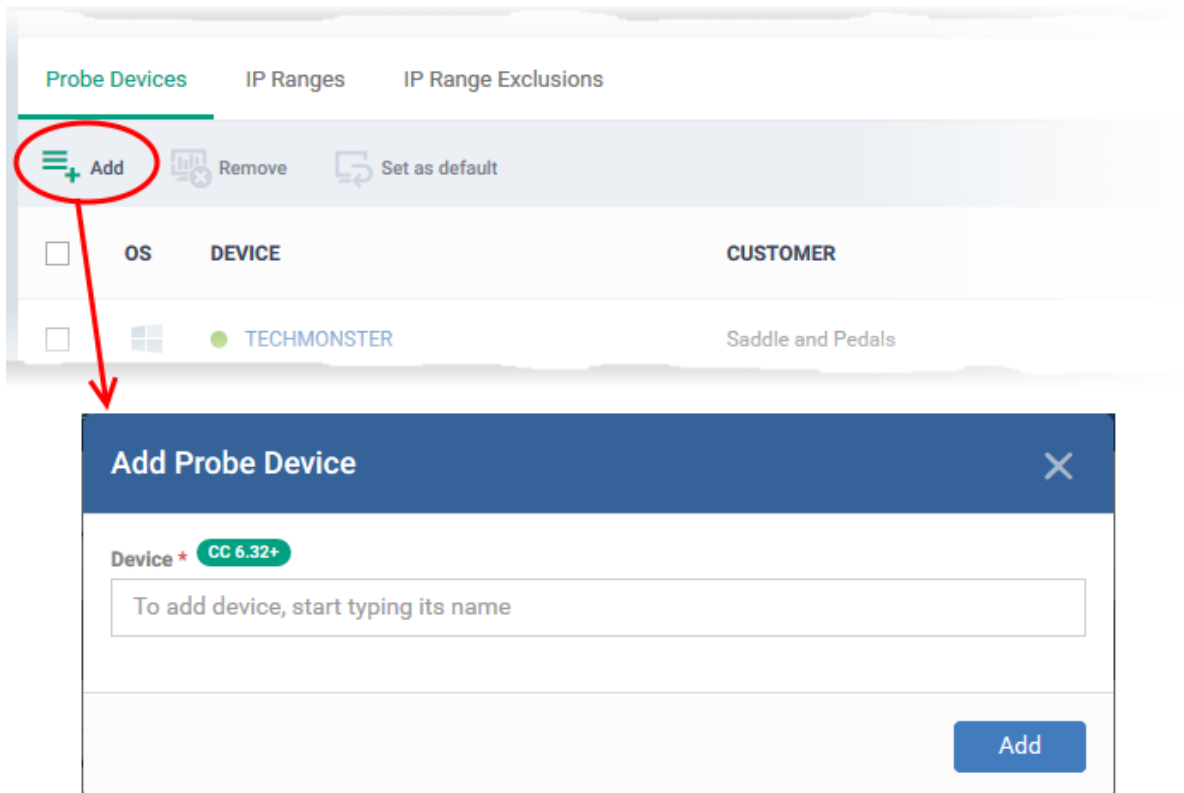 Probe Devices IP Ranges IP Range Exclusions
Add Remove Set as default
OS DEVICE CUSTOMER
TECHMONSTER Saddle and Pedals
Add Probe Device
Device * CC 6.32+
To add device, start typing its name
Add